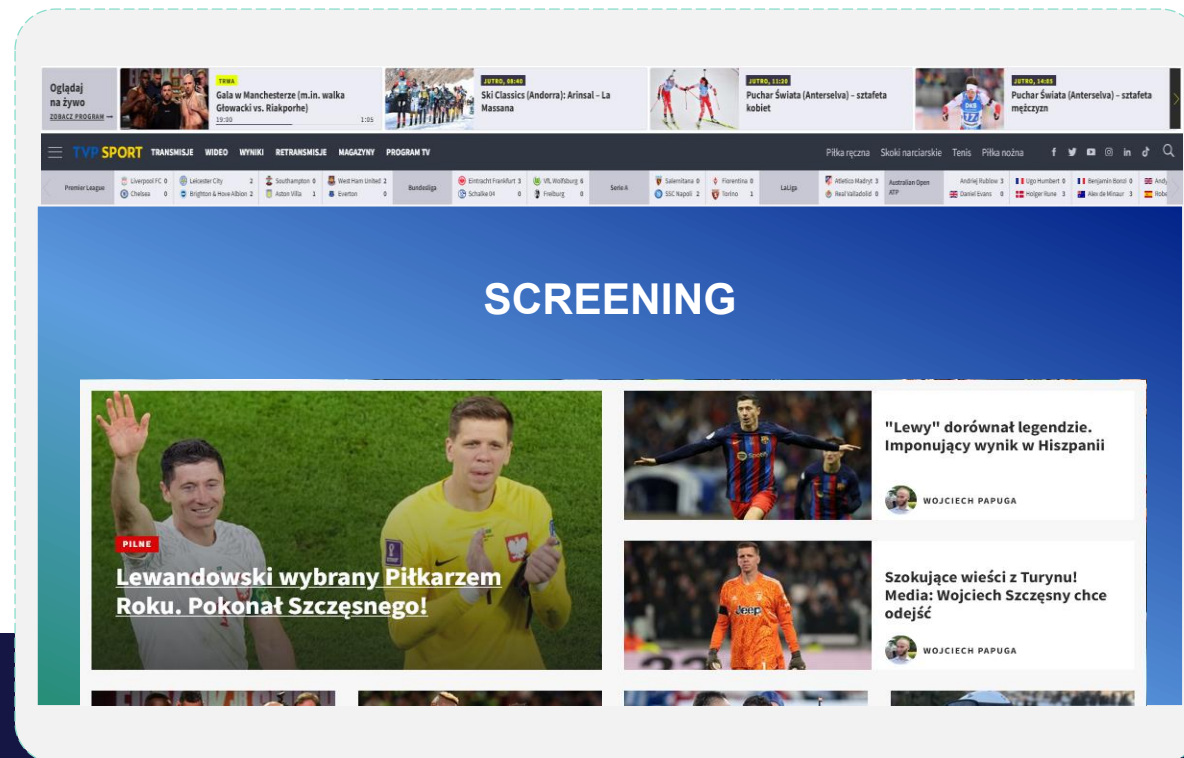 Oglądaj
na żywo
ZOBACZ PROGRAM →
TRWA
Gala w Manchesterze (m.in. walka
Głowacki vs. Riakporhe)
19:00 1:05
JUTRO, 08:40
Ski Classics (Andorra): Arinsal – La
Massana
JUTRO, 11:20
Puchar Świata (Anterselva) – sztafeta
kobiet
JUTRO, 14:05
Puchar Świata (Anterselva) – sztafeta
mężczyzn
TVP SPORT TRANSMISJE WIDEO WYNIKI RETRANSMISJE MAGAZYNY PROGRAM TV Piłka ręczna Skoki narciarskie Tenis Piłka nożna
Premier League
Liverpool FC 0
Chelsea 0
Leicester City 2
Brighton & Hove Albion 2
Southampton 0
Aston Villa 1
West Ham United 2
Everton 0
Bundesliga
Eintracht Frankfurt 3
Schalke 04 0
VfL Wolfsburg 6
Freiburg 0
Serie A
Salernitana 0
SSC Napoli 2
Fiorentina 0
Torino 1
LaLiga
Atletico Madryt 3
Real Valladolid 0
Australian Open
ATP
Andriej Rublow 3
Daniel Evans 0
Ugo Humbert 0
Holger Rune 3
Benjamin Bonzi 0
Alex de Minaur 3
Andy
Robe
SCREENING
PILNE
Lewandowski wybrany Piłkarzem
Roku. Pokonał Szczęsnego!
"Lewy" dorównał legendzie.
Imponujący wynik w Hiszpanii
WOJCIECH PAPUGA
Jeep
Szokujące wieści z Turynu!
Media: Wojciech Szczęsny chce
odejść
WOJCIECH PAPUGA